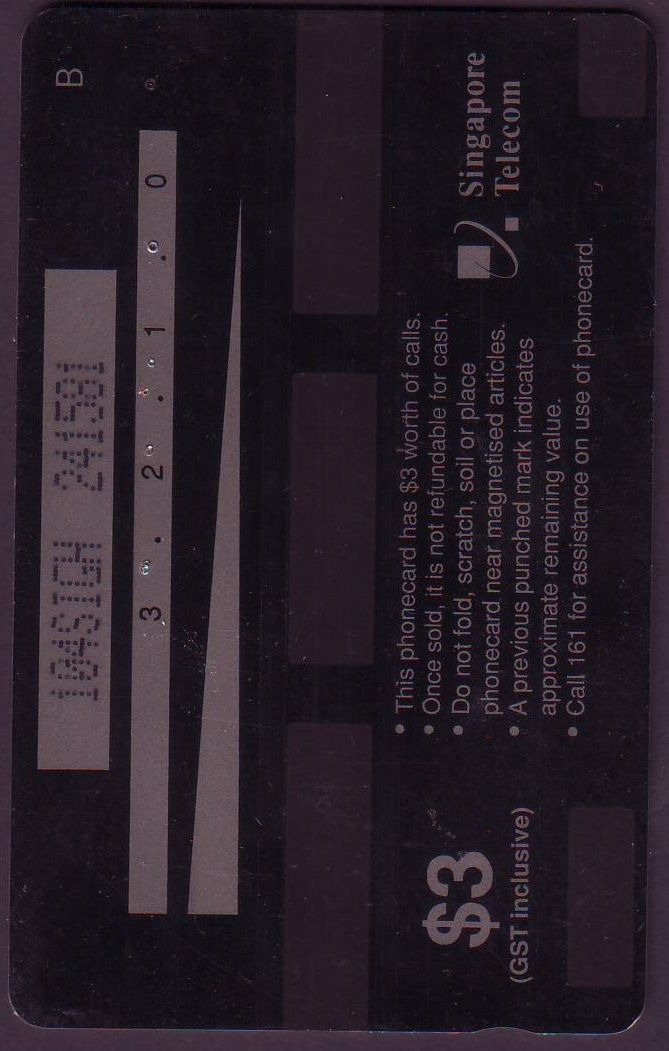 B
241581
3 . 2 . 1 . 0
$3
(GST inclusive)
• This phonecard has $3 worth of calls.
• Once sold, it is not refundable for cash.
• Do not fold, scratch, soil or place
phonecard near magnetised articles.
• A previous punched mark indicates
approximate remaining value.
• Call 161 for assistance on use of phonecard.
Singapore
Telecom